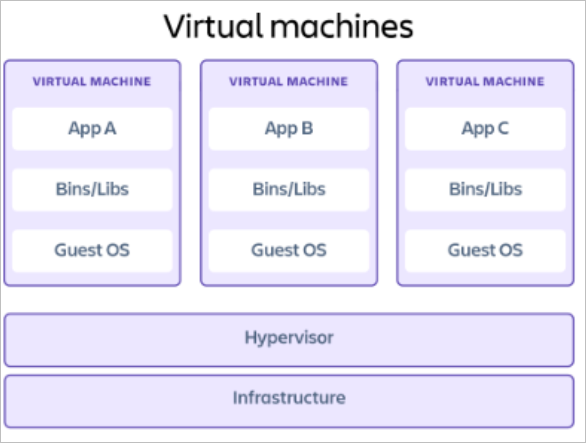 Virtual machines
VIRTUAL MACHINE VIRTUAL MACHINE VIRTUAL MACHINE
App A App B App C
Bins/Libs Bins/Libs Bins/Libs
Guest OS Guest OS Guest OS
Hypervisor
Infrastructure